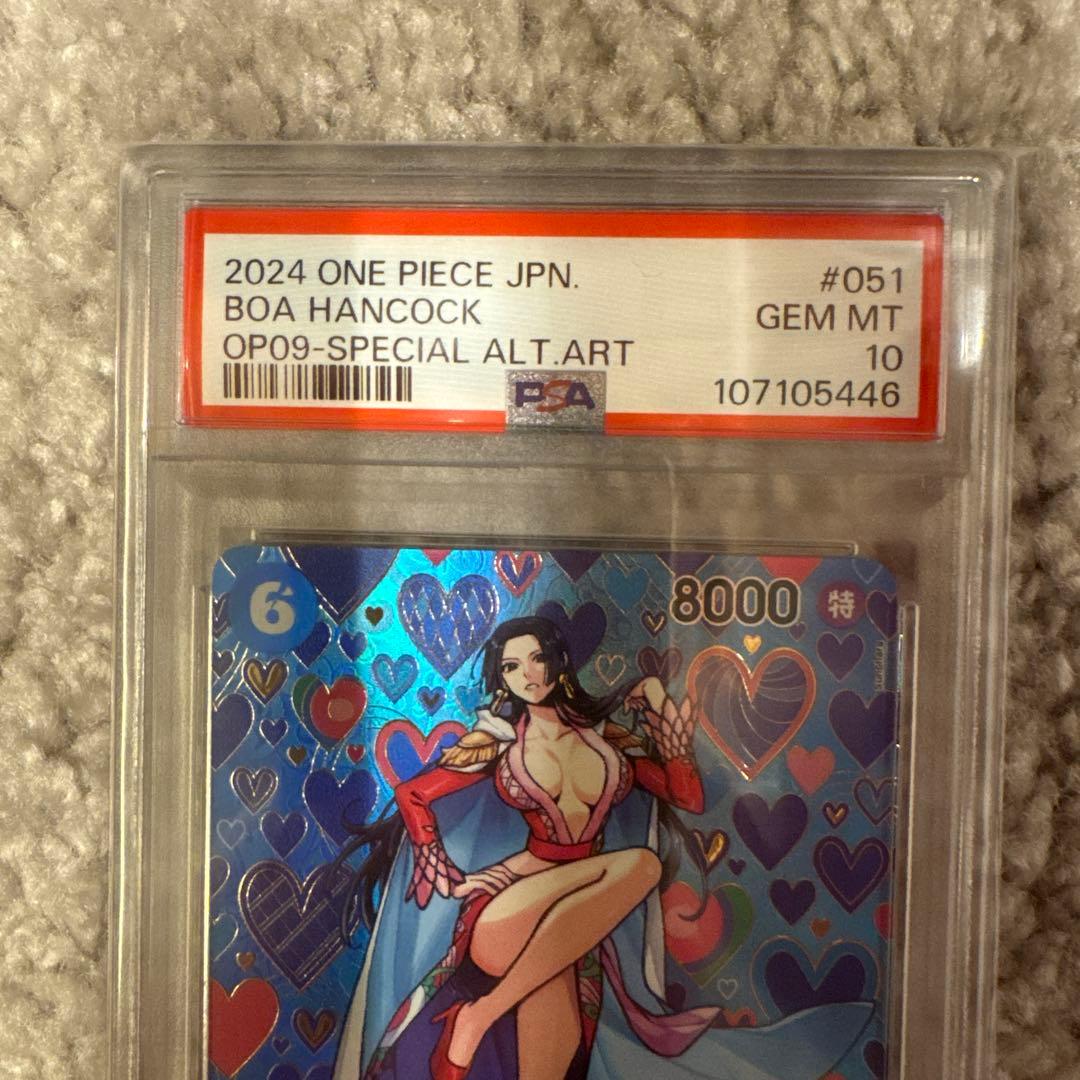 2024 ONE PIECE JPN. #051
BOA HANCOCK GEM MT
OP09-SPECIAL ALT.ART 10
PSA 107105446
6 8000 特